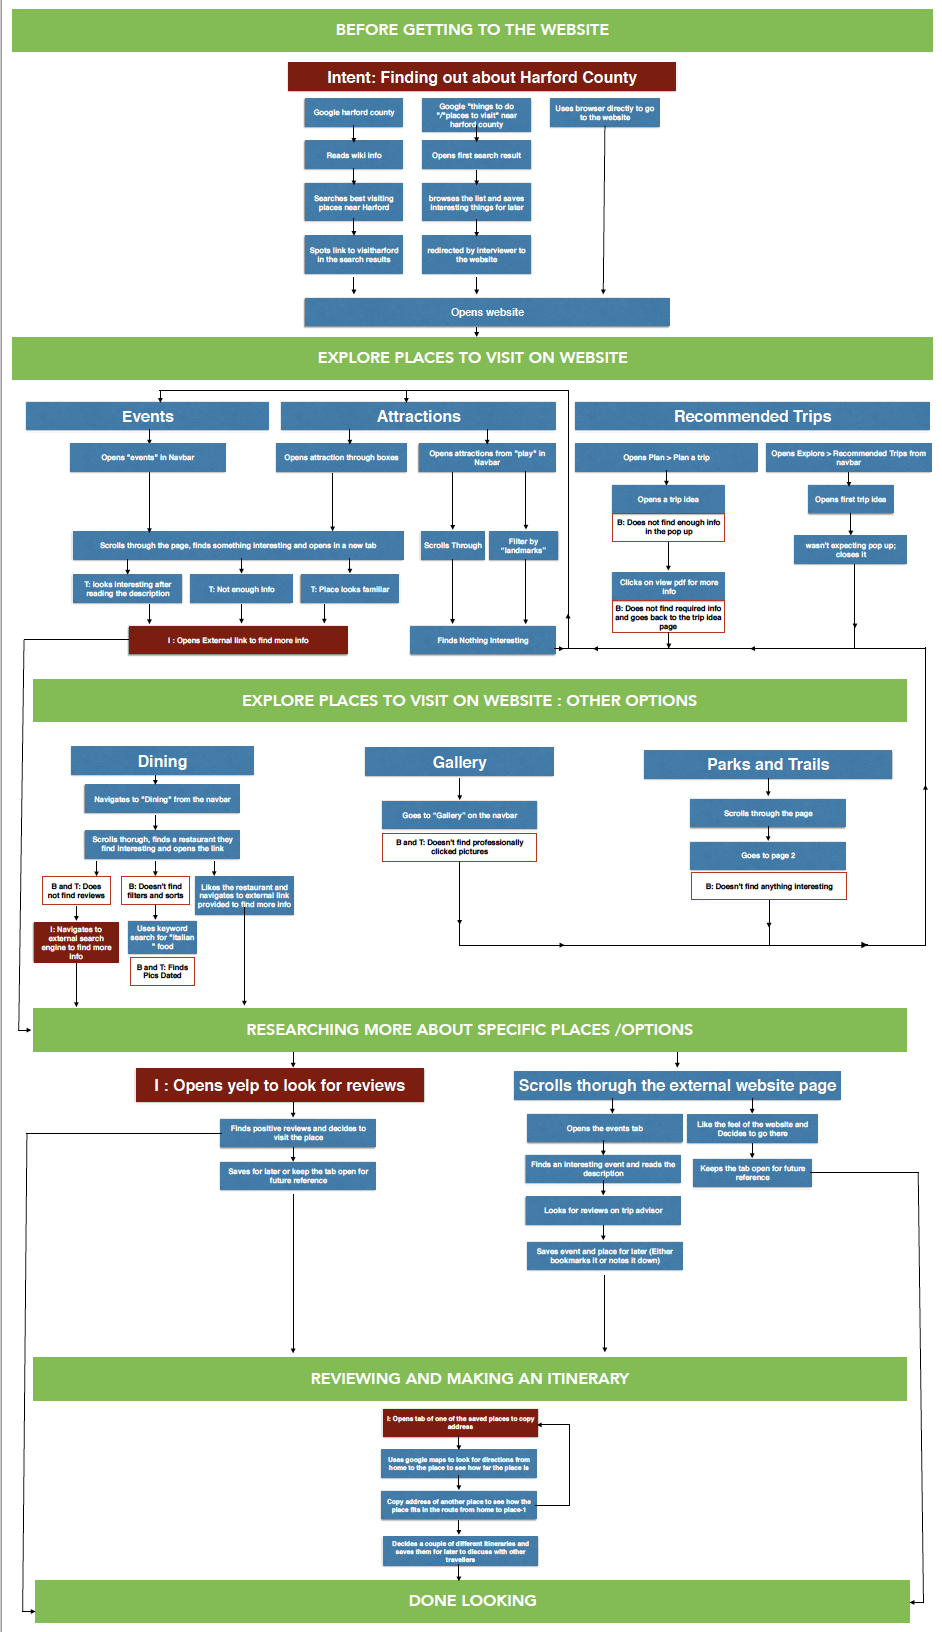 BEFORE GETTING TO THE WEBSITE
Intent: Finding out about Harford County
Google harford county
Reads wiki info
Searches best visiting
places near Harford
Spots link to visitharford
in the search results
Google "things to do
"/"places to visit" near
harford county
Opens first search result
browses the list and saves
interesting things for later
redirected by interviewer to
the website
Uses browser directly to go
to the website
Opens website
EXPLORE PLACES TO VISIT ON WEBSITE
Events
Opens "events" in Navbar
Attractions
Opens attraction through boxes
Opens attractions from "play" in
Navbar
Scrolls through the page, finds something interesting and opens in a new tab
Scrolls Through
Filter by
"landmarks"
T: looks interesting after
reading the description
T: Not enough Info
T: Place looks familiar
I : Opens External link to find more info
Finds Nothing Interesting
Recommended Trips
Opens Plan > Plan a trip
Opens a trip idea
B: Does not find enough info
in the pop up
Clicks on view pdf for more
info
B: Does not find required info
and goes back to the trip idea
page
Opens Explore > Recommended Trips from
navbar
Opens first trip idea
wasn't expecting pop up;
closes it
EXPLORE PLACES TO VISIT ON WEBSITE : OTHER OPTIONS
Dining
Navigates to "Dining" from the navbar
Scrolls thorugh, finds a restaurant they
find interesting and opens the link
B and T: Does
not find reviews
I: Navigates to
external search
engine to find more
info
B: Doesn't find
filters and sorts
Uses keyword
search for "italian
" food
B and T: Finds
Pics Dated
Likes the restaurant and
navigates to external link
provided to find more info
Gallery
Goes to "Gallery" on the navbar
B and T: Doesn't find professionally
clicked pictures
Parks and Trails
Scrolls through the page
Goes to page 2
B: Doesn't find anything interesting
RESEARCHING MORE ABOUT SPECIFIC PLACES /OPTIONS
I : Opens yelp to look for reviews
Finds positive reviews and decides to
visit the place
Saves for later or keep the tab open for
future reference
Scrolls thorugh the external website page
Opens the events tab
Finds an interesting event and reads the
description
Looks for reviews on trip advisor
Saves event and place for later (Either
bookmarks it or notes it down)
Like the feel of the website and
Decides to go there
Keeps the tab open for future
reference
REVIEWING AND MAKING AN ITINERARY
I: Opens tab of one of the saved places to copy
address
Uses google maps to look for directions from
home to the place to see how far the place is
Copy address of another place to see how the
place fits in the route from home to place-1
Decides a couple of different itineraries and
saves them for later to discuss with other
travellers
DONE LOOKING